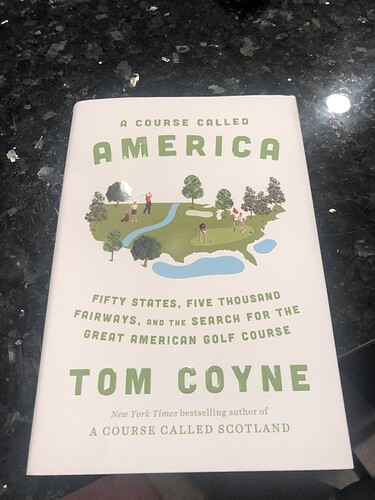 A COURSE CALLED
AMERICA
FIFTY STATES, FIVE THOUSAND
FAIRWAYS, AND THE SEARCH FOR THE
GREAT AMERICAN GOLF COURSE
TOM COYNE
New York Times bestselling author of
A COURSE CALLED SCOTLAND